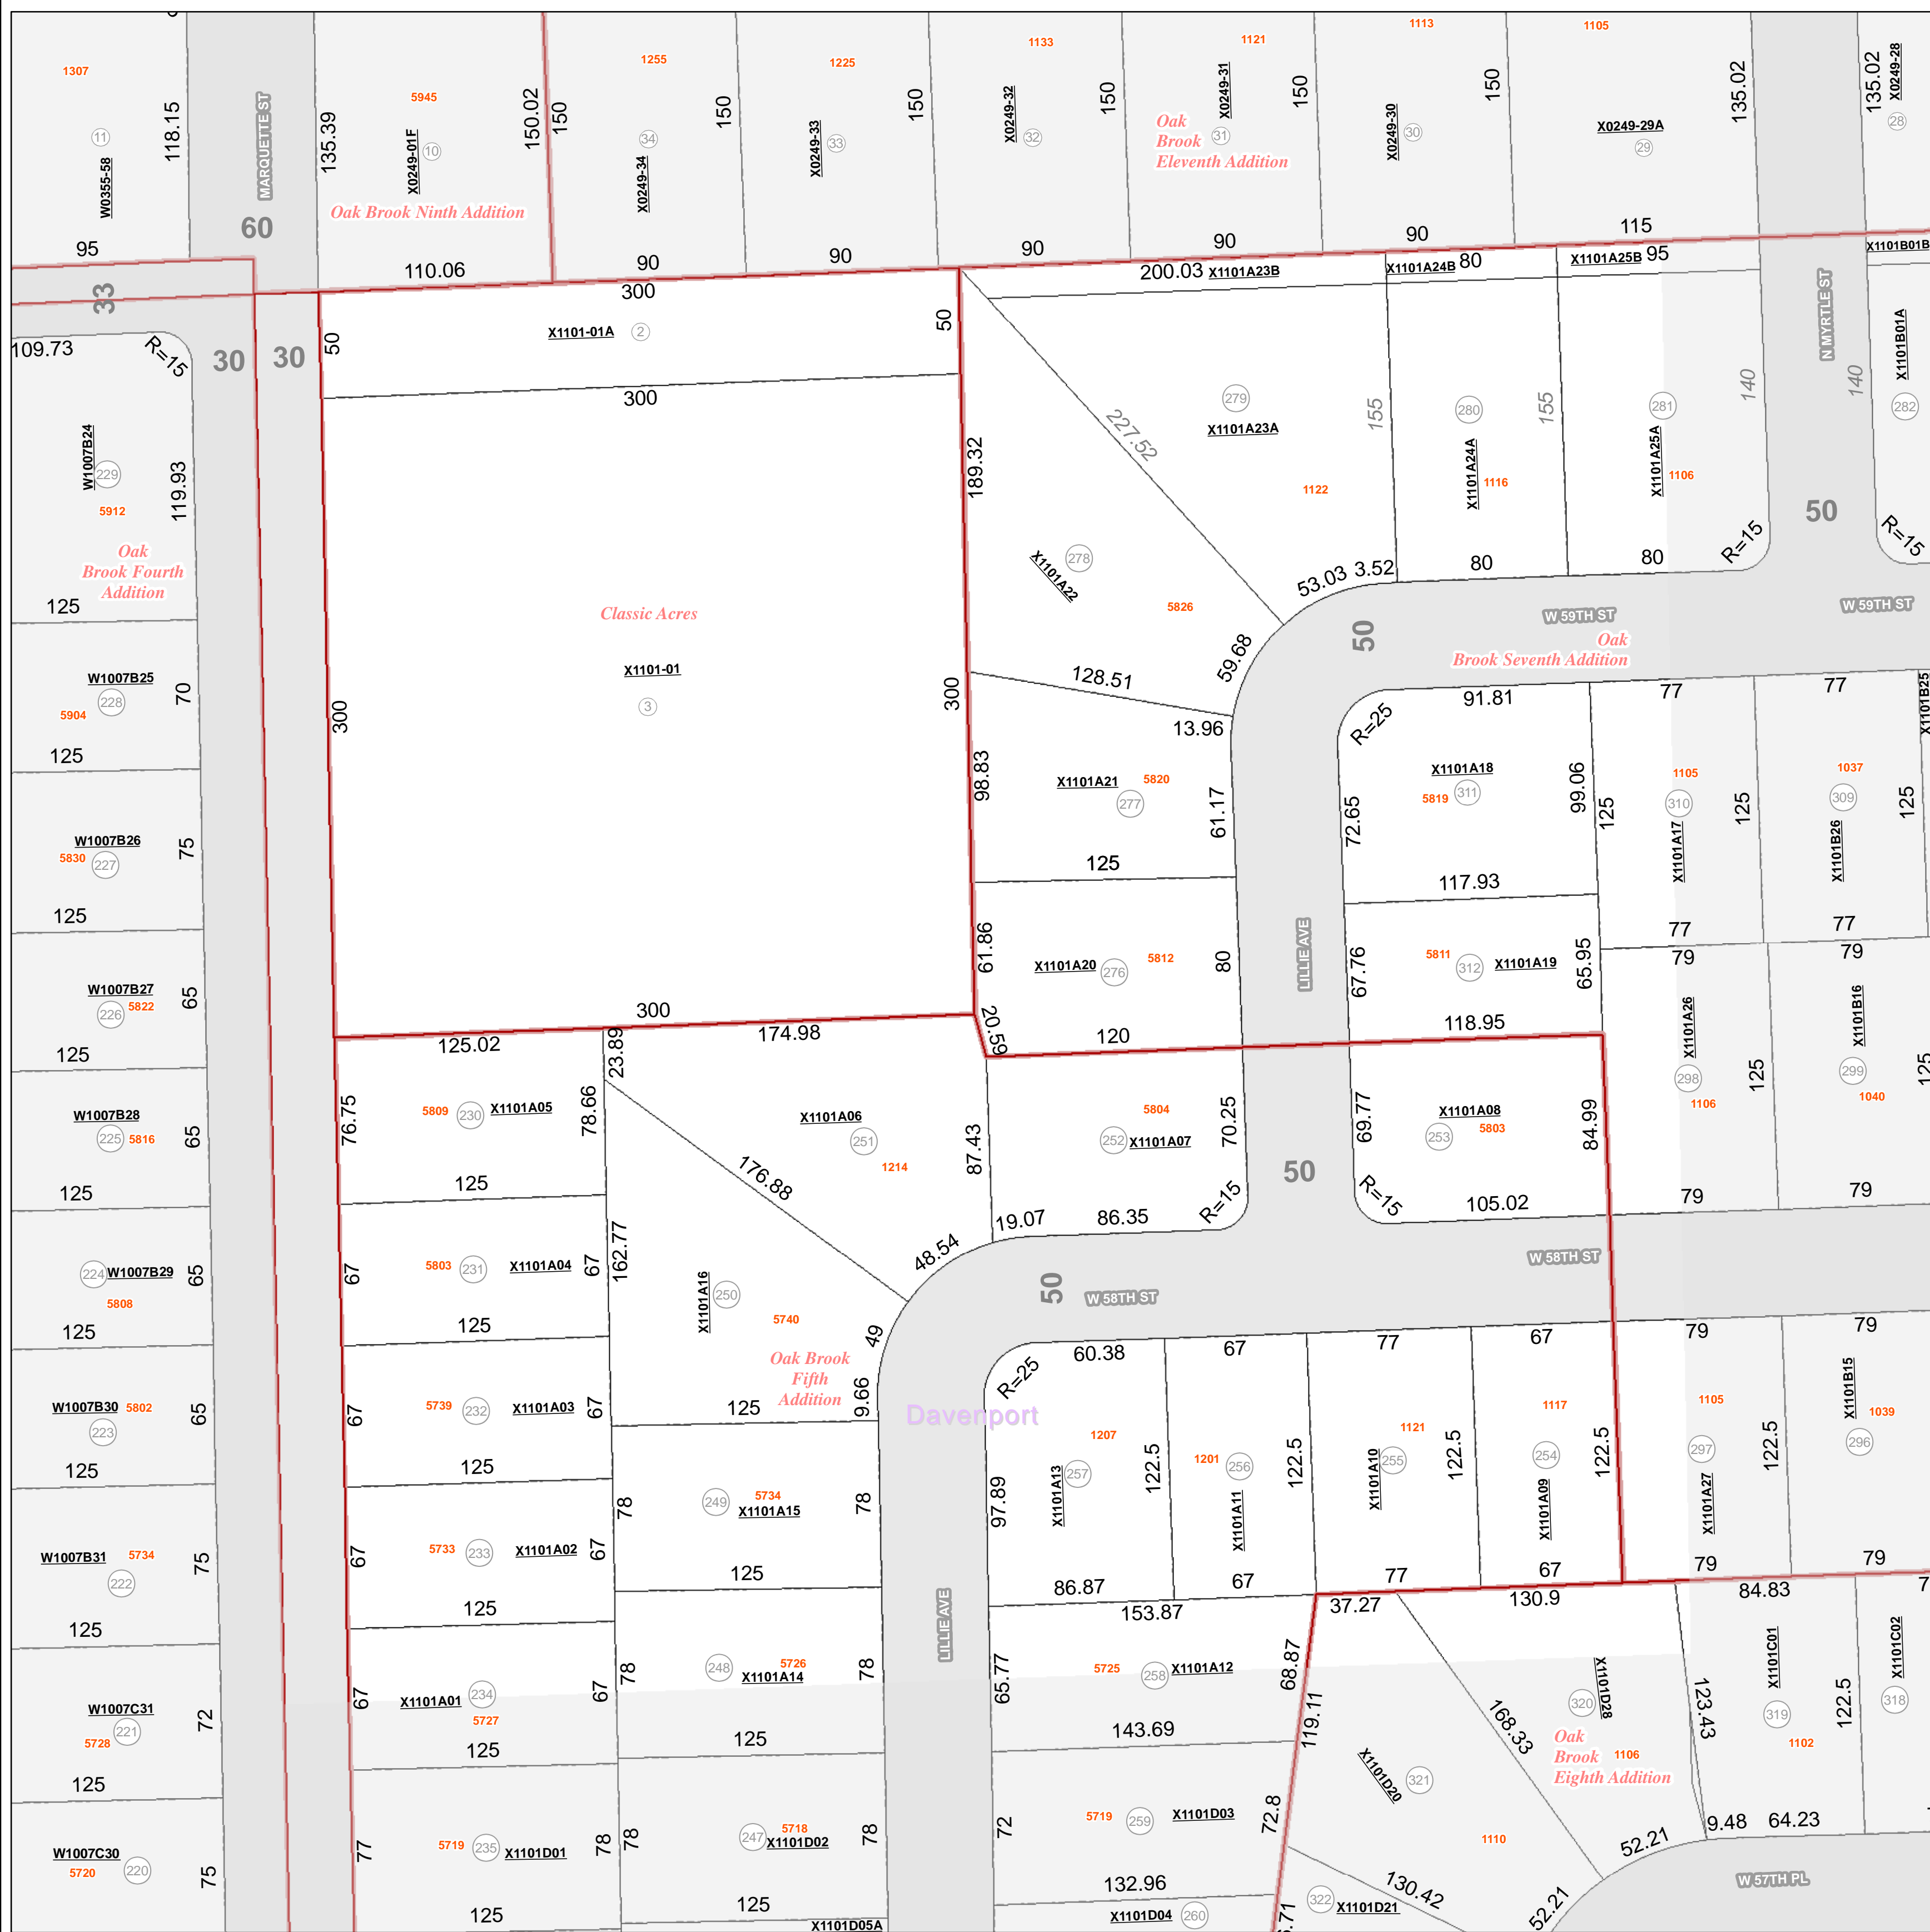 1307
118.15
11
W0355-58
95
MARQUETTE ST
60
135.39
5945
X0249-01F
10
150.02
Oak Brook Ninth Addition
110.06
150
1255
34
X0249-34
150
90
1225
X0249-33
33
150
90
1133
X0249-32
32
150
90
1121
X0249-31
31
150
Oak
Brook
Eleventh Addition
90
1113
X0249-30
30
150
90
1105
X0249-29A
29
135.02
115
135.02
X0249-28
28
33
109.73
R=15
30
30
50
300
X1101-01A
2
50
300
200.03
X1101A23B
X1101A24B
80
X1101A25B
95
X1101B01B
N MYRTLE ST
X1101B01A
282
140
140
50
R=15
R=15
W1007B24
229
119.93
5912
Oak
Brook Fourth
Addition
125
Classic Acres
X1101-01
3
300
300
300
189.32
227.52
279
X1101A23A
1122
155
280
X1101A24A
1116
155
281
X1101A25A
1106
X1101A22
278
5826
53.03
3.52
80
80
W 59TH ST
W 59TH ST
50
Oak
Brook Seventh Addition
59.68
128.51
13.96
W1007B25
228
5904
70
125
W1007B26
5830
227
75
125
W1007B27
226
5822
65
125
98.83
X1101A21
5820
277
61.17
125
61.86
X1101A20
276
5812
80
20.59
120
LILLIE AVE
R=25
91.81
X1101A18
5819
311
72.65
99.06
117.93
67.76
5811
312
X1101A19
65.95
118.95
77
125
1105
310
X1101A17
125
77
77
1037
309
X1101B26
125
77
X1101B25
79
X1101A26
298
1106
125
79
79
X1101B16
299
1040
125
79
W1007B28
225
5816
65
125
224
W1007B29
5808
65
125
W1007B30
5802
223
65
125
W1007B31
5734
222
75
125
W1007C31
221
5728
72
125
W1007C30
5720
220
75
125.02
76.75
5809
230
X1101A05
78.66
23.89
125
67
5803
231
X1101A04
67
125
67
5739
232
X1101A03
67
125
67
5733
233
X1101A02
67
125
67
X1101A01
234
5727
67
125
77
5719
235
X1101D01
78
125
174.98
X1101A06
251
1214
87.43
176.88
48.54
19.07
162.77
X1101A16
250
5740
49
Oak Brook
Fifth
Addition
125
9.66
Davenport
78
249
5734
X1101A15
78
125
78
248
5726
X1101A14
78
125
78
247
5718
X1101D02
78
125
X1101D05A
5804
252
X1101A07
70.25
86.35
R=15
50
69.77
X1101A08
253
5803
84.99
R=15
105.02
W 58TH ST
W 58TH ST
50
R=25
60.38
1207
X1101A13
257
97.89
122.5
86.87
67
1201
256
X1101A11
122.5
67
77
1121
X1101A10
255
122.5
77
67
1117
254
X1101A09
122.5
67
79
1105
297
X1101A27
122.5
79
79
X1101B15
1039
296
79
LILLIE AVE
153.87
65.77
5725
258
X1101A12
68.87
143.69
72
5719
259
X1101D03
72.8
132.96
X1101D04
260
37.27
130.9
119.11
X1101D20
321
1110
168.33
320
X1101D28
Oak
Brook
Eighth Addition
1106
123.43
84.83
X1101C01
319
1102
122.5
X1101C02
318
9.48
64.23
52.21
52.21
W 57TH PL
130.42
322
X1101D21